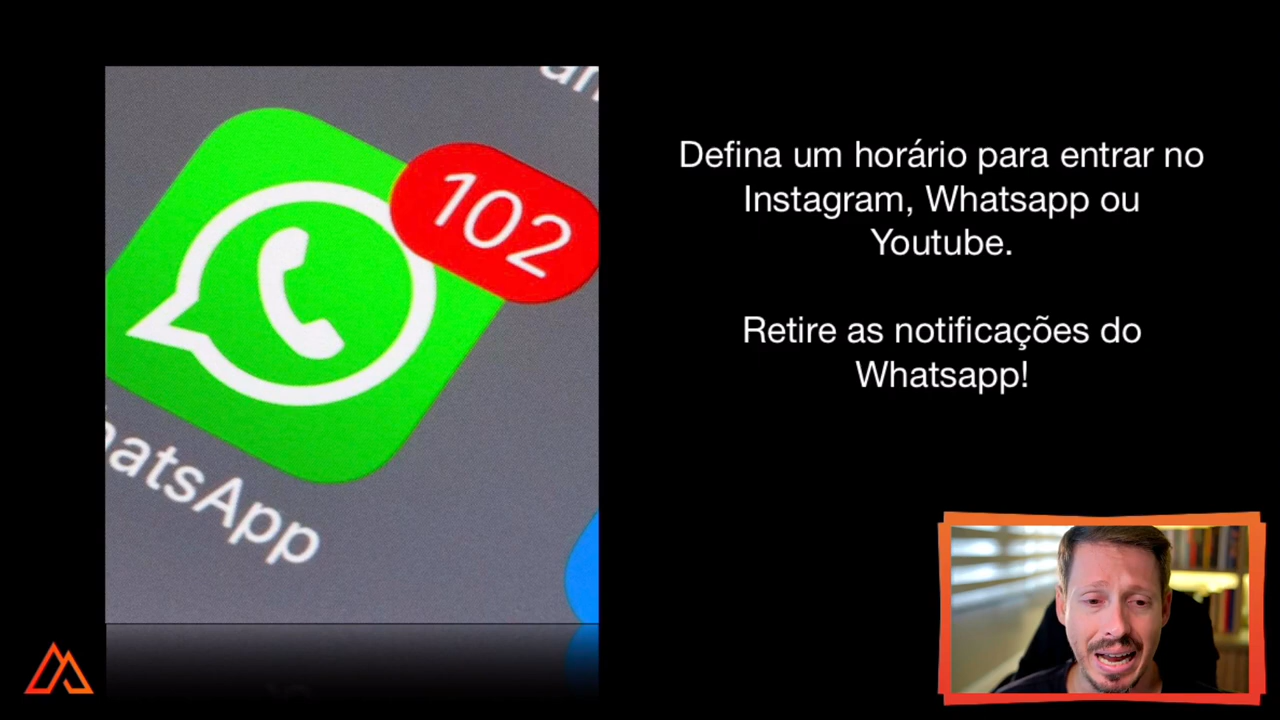 102
atsApp
Defina um horário para entrar no
Instagram, Whatsapp ou
Youtube.
Retire as notificações do
Whatsapp!